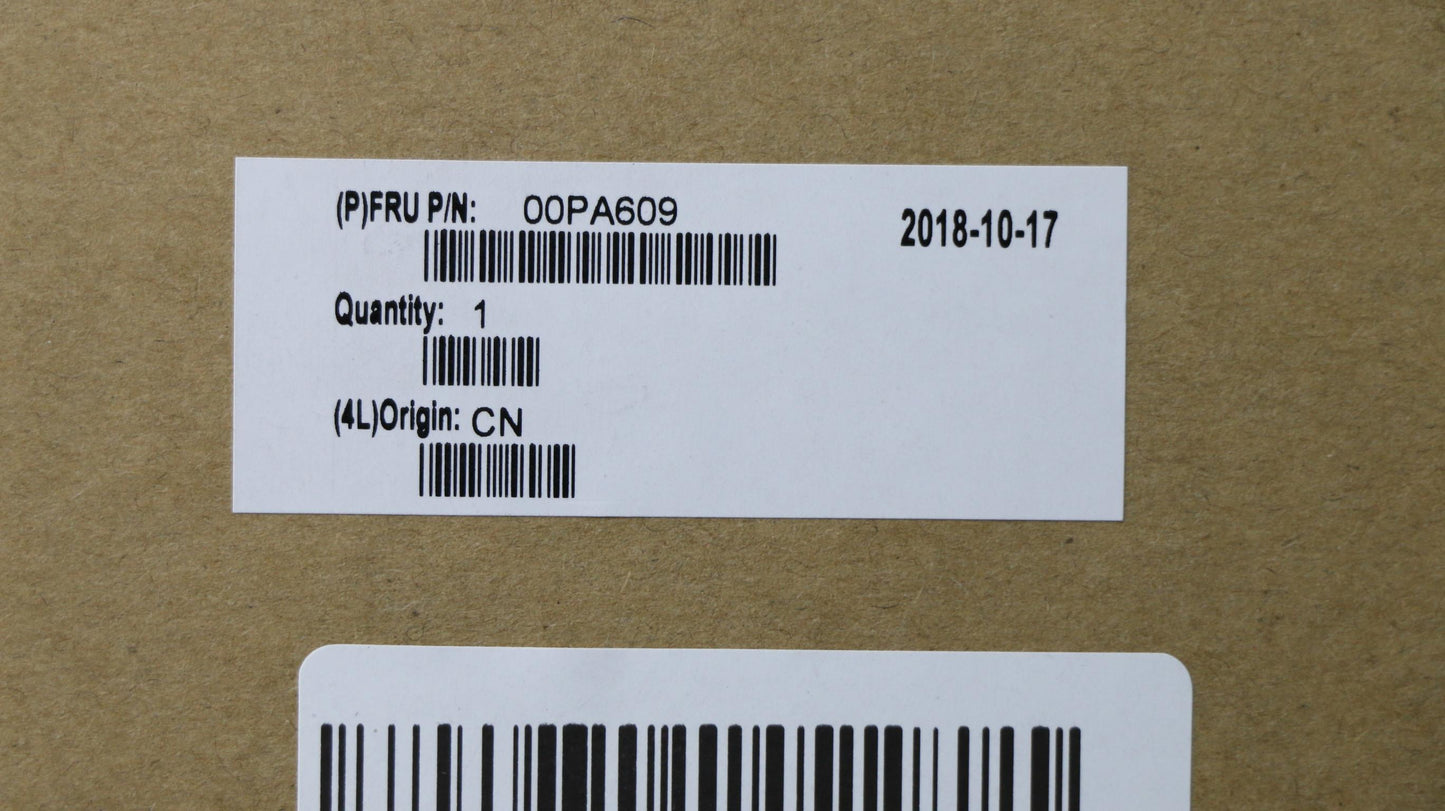 (P)FRU P/N: 00PA609
2018-10-17
Quantity: 1
(4L)Origin: CN